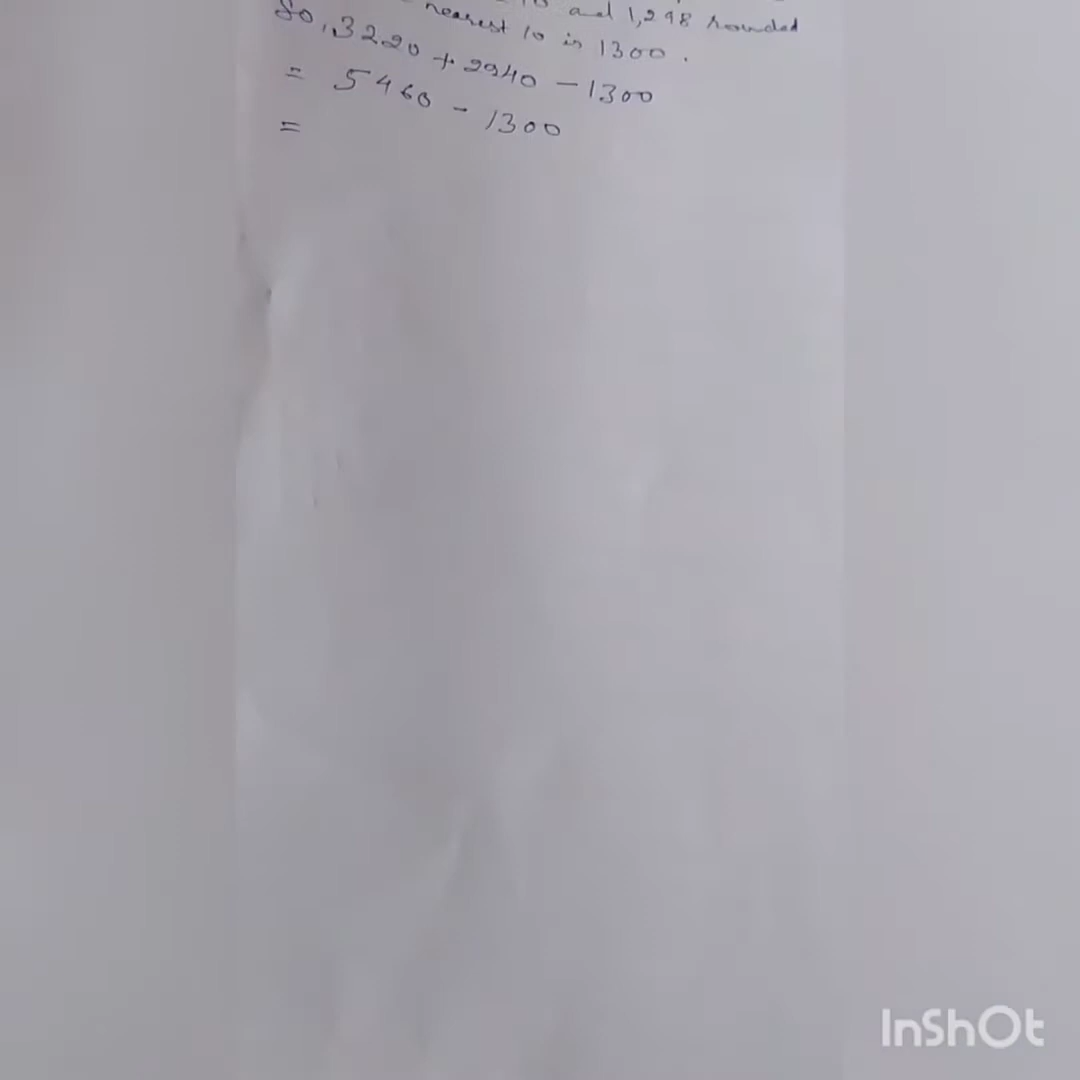 and 1,298 rounded
nearest 10 is 1300.
So, 3220 + 2240 - 1300
= 5460 - 1300
=
InShOt